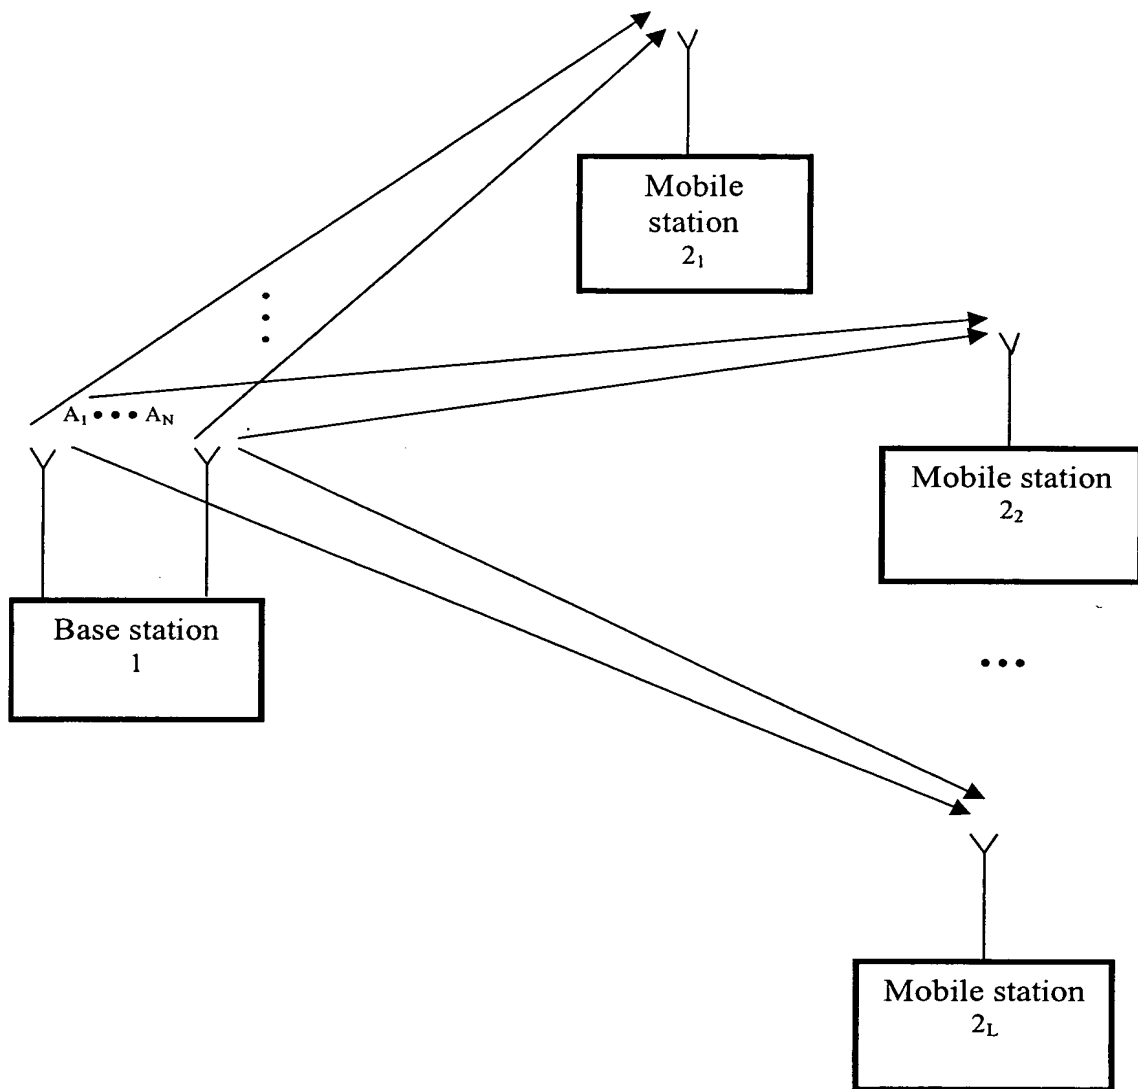 Mobile
station
2₁
A₁ ••• A_N
Mobile station
2₂
Base station
1
Mobile station
2_L